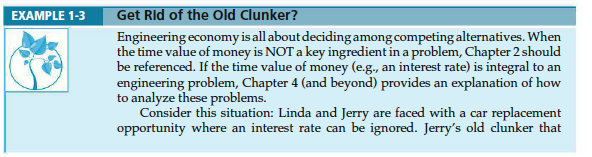 EXAMPLE 1-3 Get Rid of the Old Clunker?
Engineering economy is all about deciding among competing alternatives. When
the time value of money is NOT a key ingredient in a problem, Chapter 2 should
be referenced. If the time value of money (e.g., an interest rate) is integral to an
engineering problem, Chapter 4 (and beyond) provides an explanation of how
to analyze these problems.
Consider this situation: Linda and Jerry are faced with a car replacement
opportunity where an interest rate can be ignored. Jerry's old clunker that